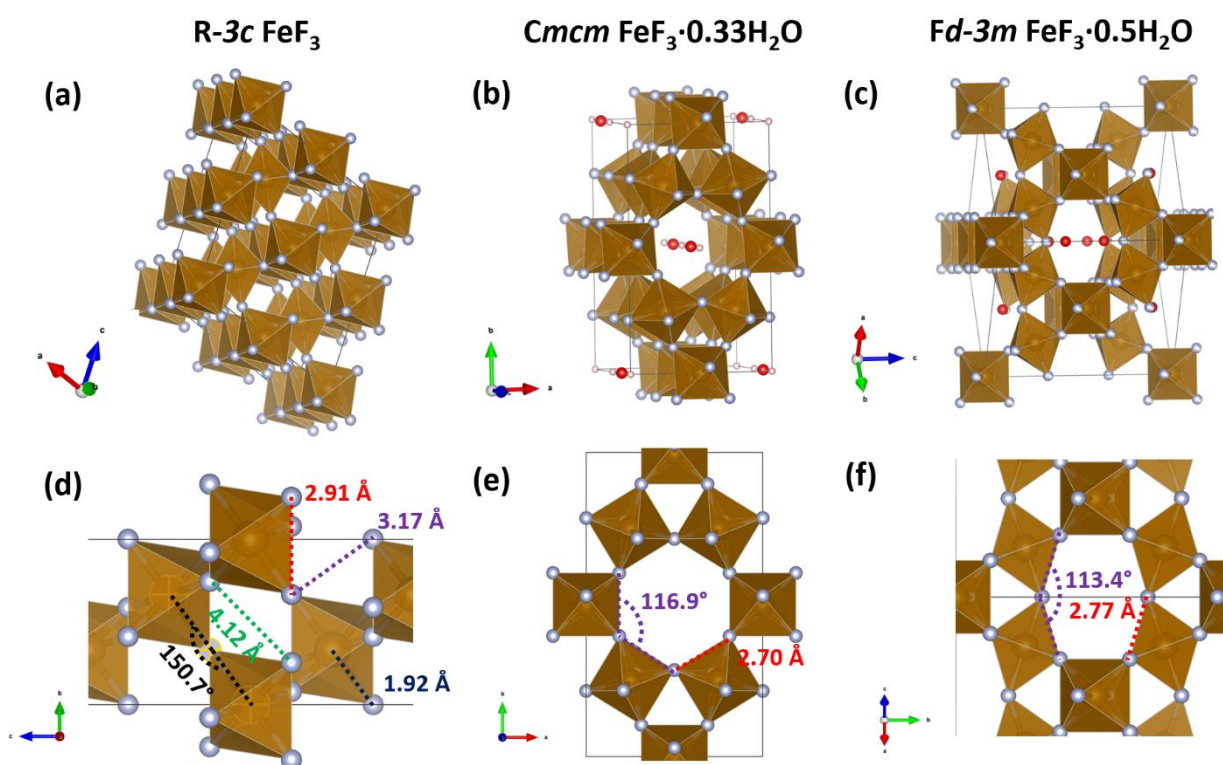 R-3c FeF₃
Cmcm FeF₃·0.33H₂O
Fd-3m FeF₃·0.5H₂O
(a)
(b)
(c)
a
c
b
b
a
c
a
c
b
(d)
2.91 Å
3.17 Å
4.12 Å
150.7°
1.92 Å
b
c
a
(e)
116.9°
2.70 Å
b
a
(f)
113.4°
2.77 Å
c
b
a